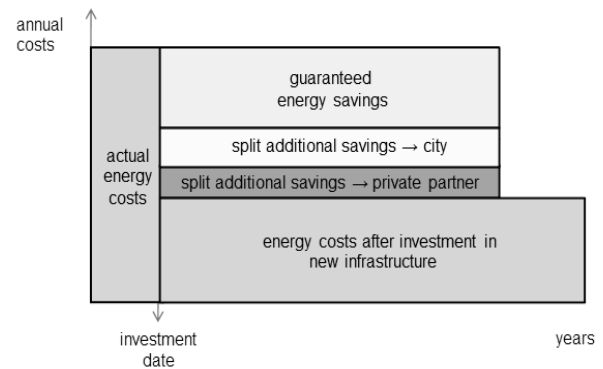 annual
costs
guaranteed
energy savings
split additional savings → city
actual
energy
costs
split additional savings → private partner
energy costs after investment in
new infrastructure
investment
date
years